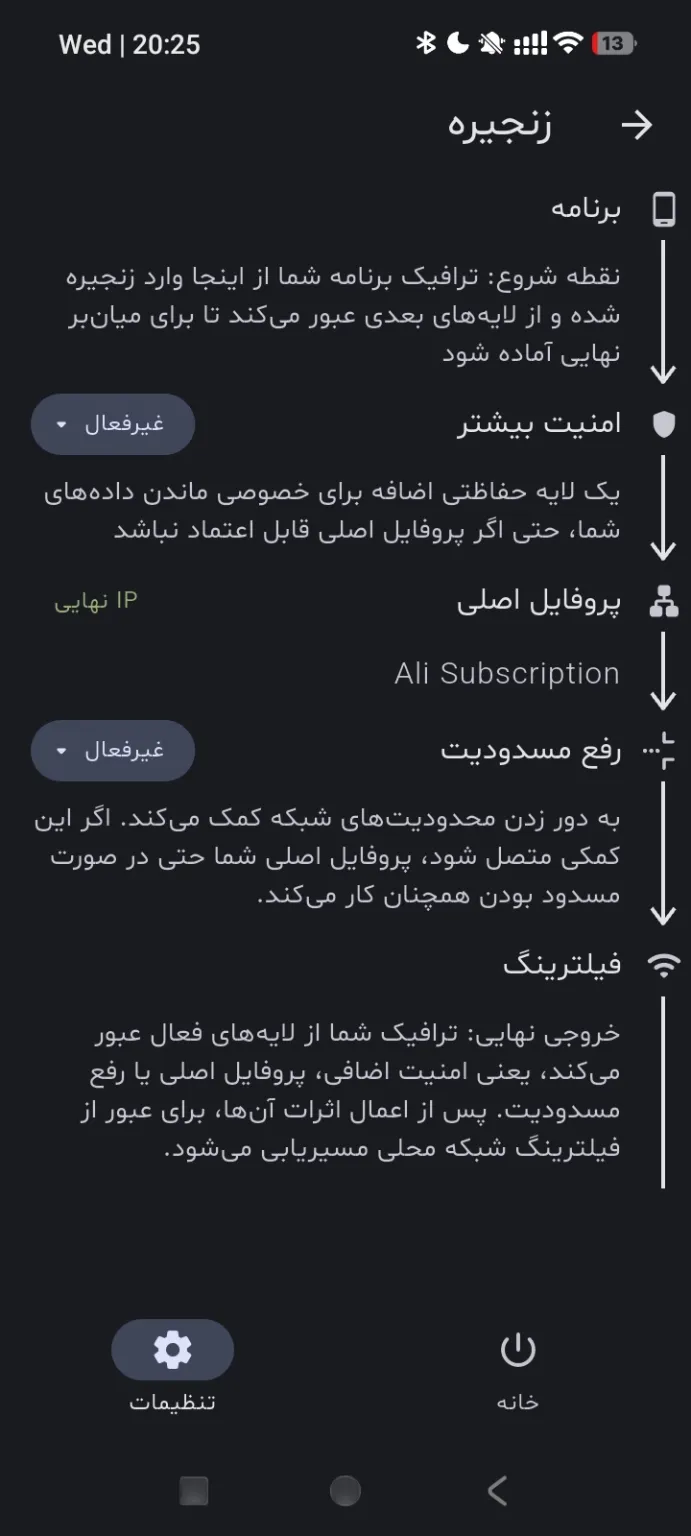 Wed | 20:25
13
زنجیره
برنامه
نقطه شروع: ترافیک برنامه شما از اینجا وارد زنجیره
شده و از لایه‌های بعدی عبور می‌کند تا برای میان‌بر
نهایی آماده شود
امنیت بیشتر
غیرفعال
یک لایه حفاظتی اضافه برای خصوصی ماندن داده‌های
شما، حتی اگر پروفایل اصلی قابل اعتماد نباشد
پروفایل اصلی
IP نهایی
Ali Subscription
رفع مسدودیت
غیرفعال
به دور زدن محدودیت‌های شبکه کمک می‌کند. اگر این
کمکی متصل شود، پروفایل اصلی شما حتی در صورت
مسدود بودن همچنان کار می‌کند.
فیلترینگ
خروجی نهایی: ترافیک شما از لایه‌های فعال عبور
می‌کند، یعنی امنیت اضافی، پروفایل اصلی یا رفع
مسدودیت. پس از اعمال اثرات آن‌ها، برای عبور از
فیلترینگ شبکه محلی مسیریابی می‌شود.
خانه
تنظیمات